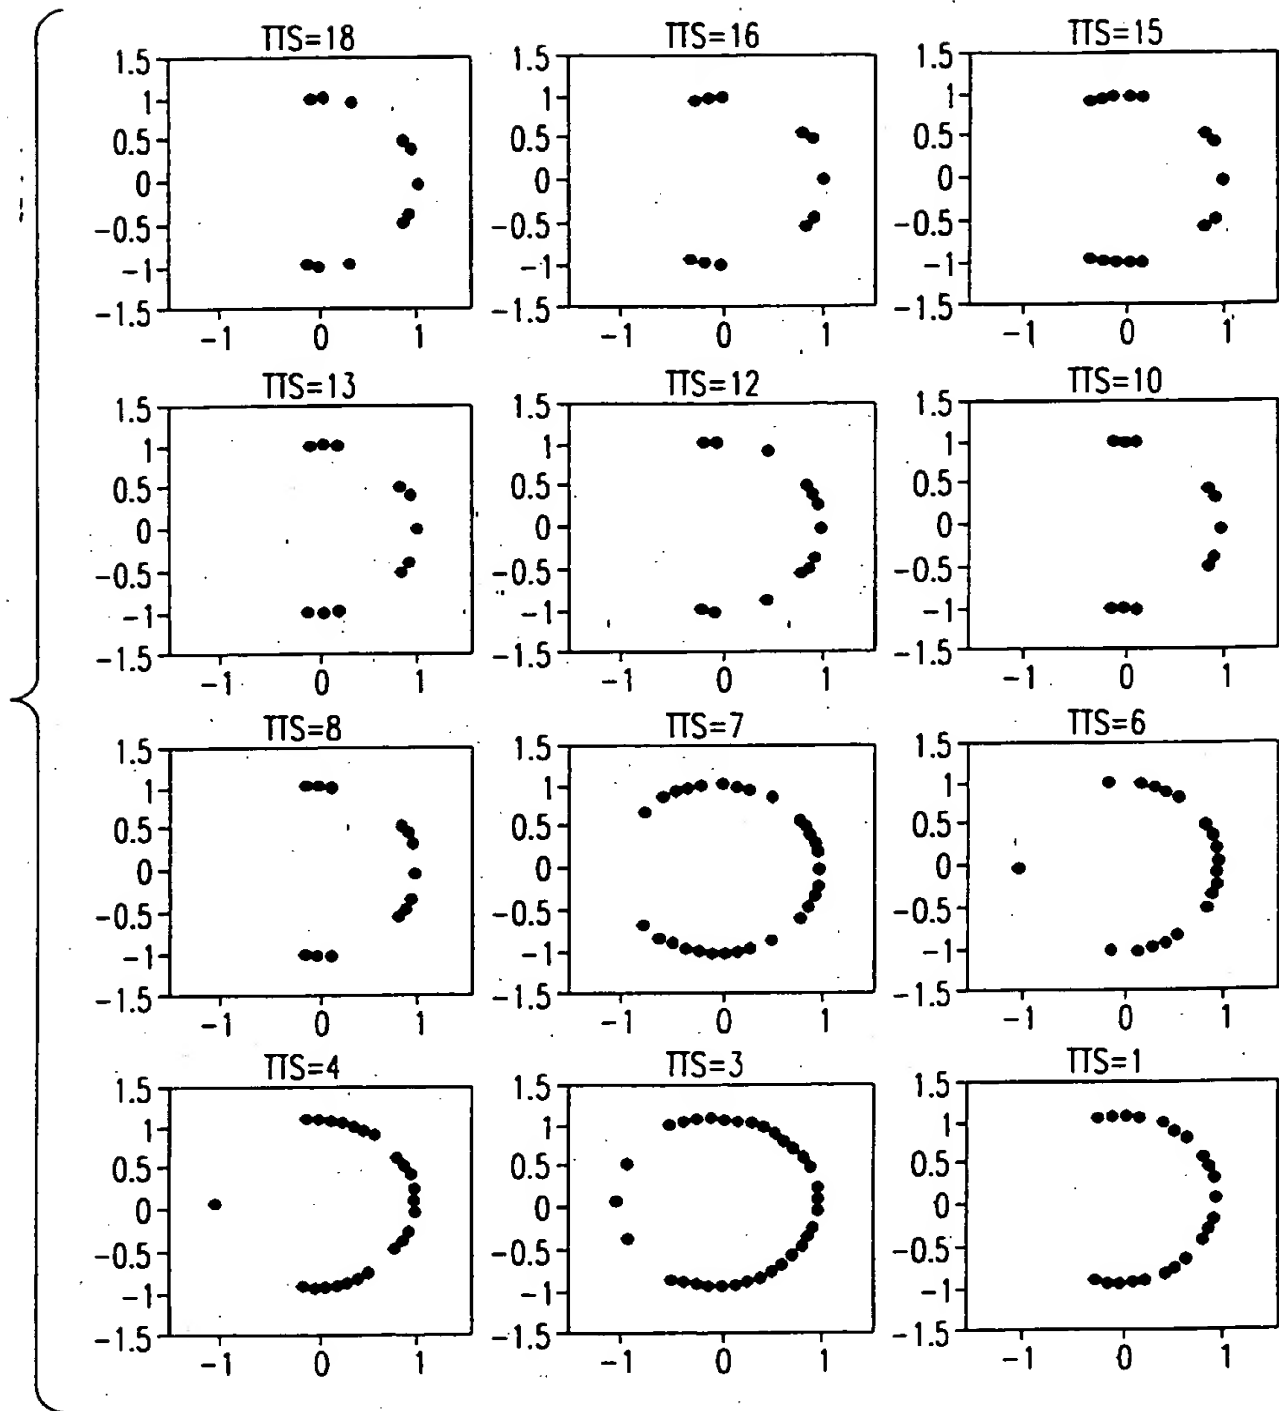 TTS=18 TTS=16 TTS=15
1.5 1.5 1.5
1 1 1
0.5 0.5 0.5
0 0 0
-0.5 -0.5 -0.5
-1 -1 -1
-1.5 -1.5 -1.5
-1 0 1 -1 0 1 -1 0 1
TTS=13 TTS=12 TTS=10
1.5 1.5 1.5
1 1 1
0.5 0.5 0.5
0 0 0
-0.5 -0.5 -0.5
-1 -1 -1
-1.5 -1.5 -1.5
-1 0 1 -1 0 1 -1 0 1
TTS=8 TTS=7 TTS=6
1.5 1.5 1.5
1 1 1
0.5 0.5 0.5
0 0 0
-0.5 -0.5 -0.5
-1 -1 -1
-1.5 -1.5 -1.5
-1 0 1 -1 0 1 -1 0 1
TTS=4 TTS=3 TTS=1
1.5 1.5 1.5
1 1 1
0.5 0.5 0.5
0 0 0
-0.5 -0.5 -0.5
-1 -1 -1
-1.5 -1.5 -1.5
-1 0 1 -1 0 1 -1 0 1